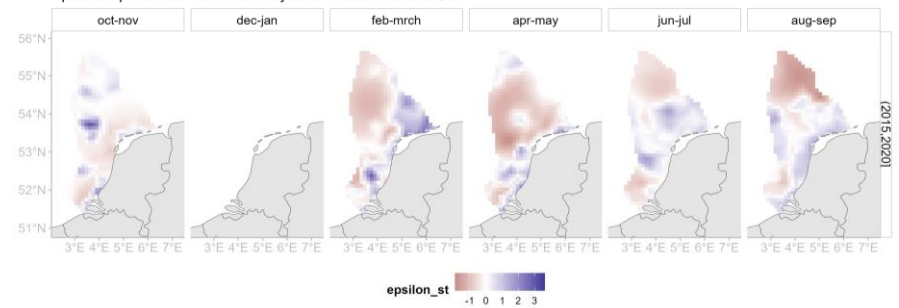 oct-nov
dec-jan
feb-mrch
apr-may
jun-jul
aug-sep
56°N
55°N
54°N
53°N
52°N
51°N
(2015,2020]
3°E 4°E 5°E 6°E 7°E
3°E 4°E 5°E 6°E 7°E
3°E 4°E 5°E 6°E 7°E
3°E 4°E 5°E 6°E 7°E
3°E 4°E 5°E 6°E 7°E
3°E 4°E 5°E 6°E 7°E
epsilon_st
-1 0 1 2 3